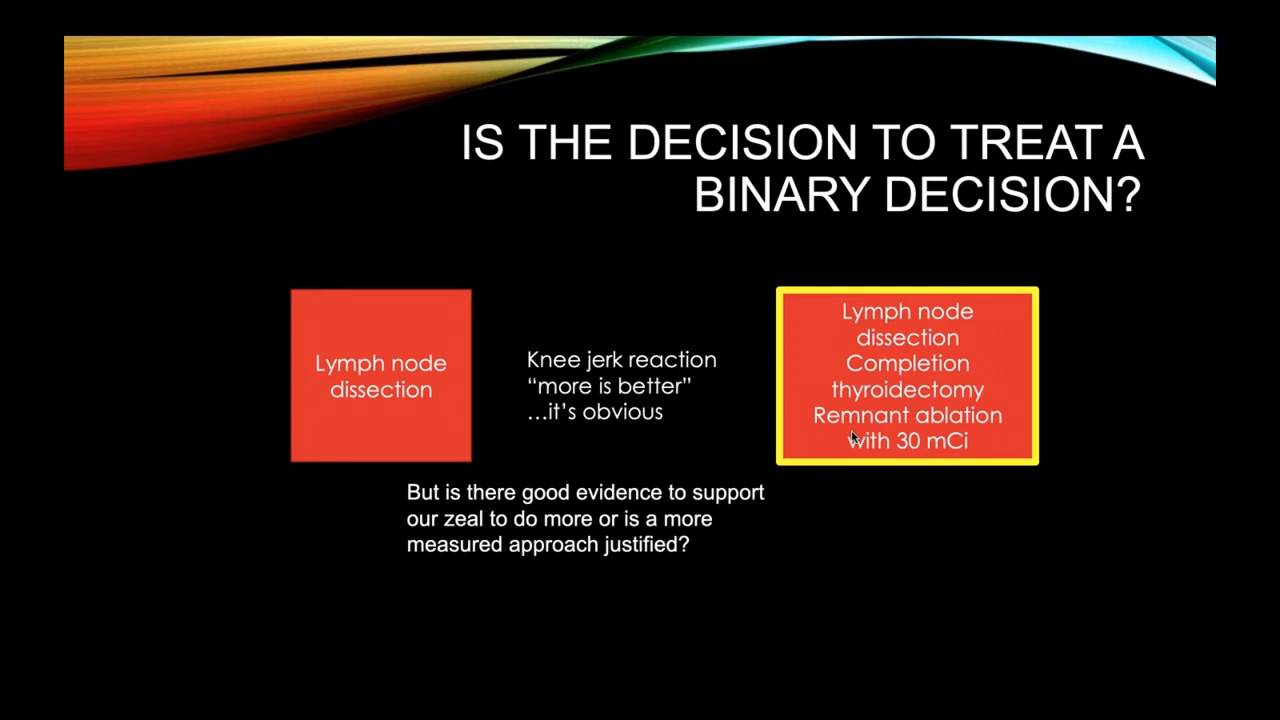 IS THE DECISION TO TREAT A
BINARY DECISION?
Lymph node
dissection
Knee jerk reaction
“more is better”
…it’s obvious
Lymph node
dissection
Completion
thyroidectomy
Remnant ablation
with 30 mCi
But is there good evidence to support
our zeal to do more or is a more
measured approach justified?